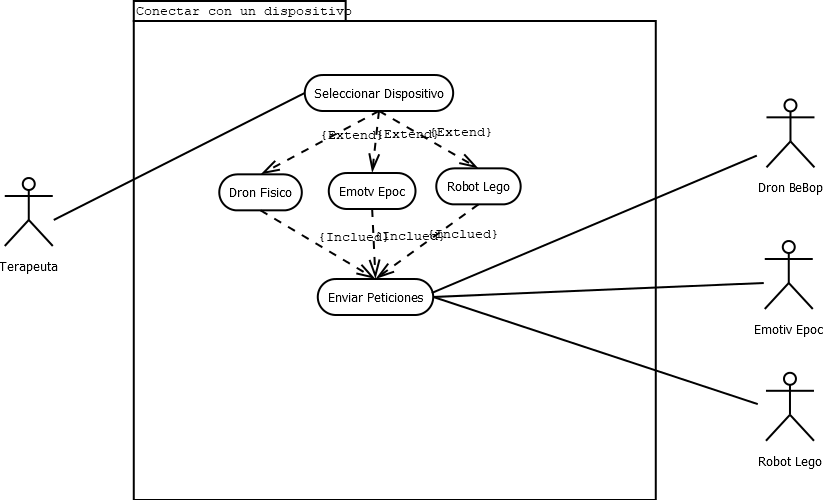 Conectar con un dispositivo
Seleccionar Dispositivo
{Extend}
{Extend}
{Extend}
Dron Fisico
Emotv Epoc
Robot Lego
{Inclued}
{Inclued}
{Inclued}
Enviar Peticiones
Terapeuta
Dron BeBop
Emotiv Epoc
Robot Lego